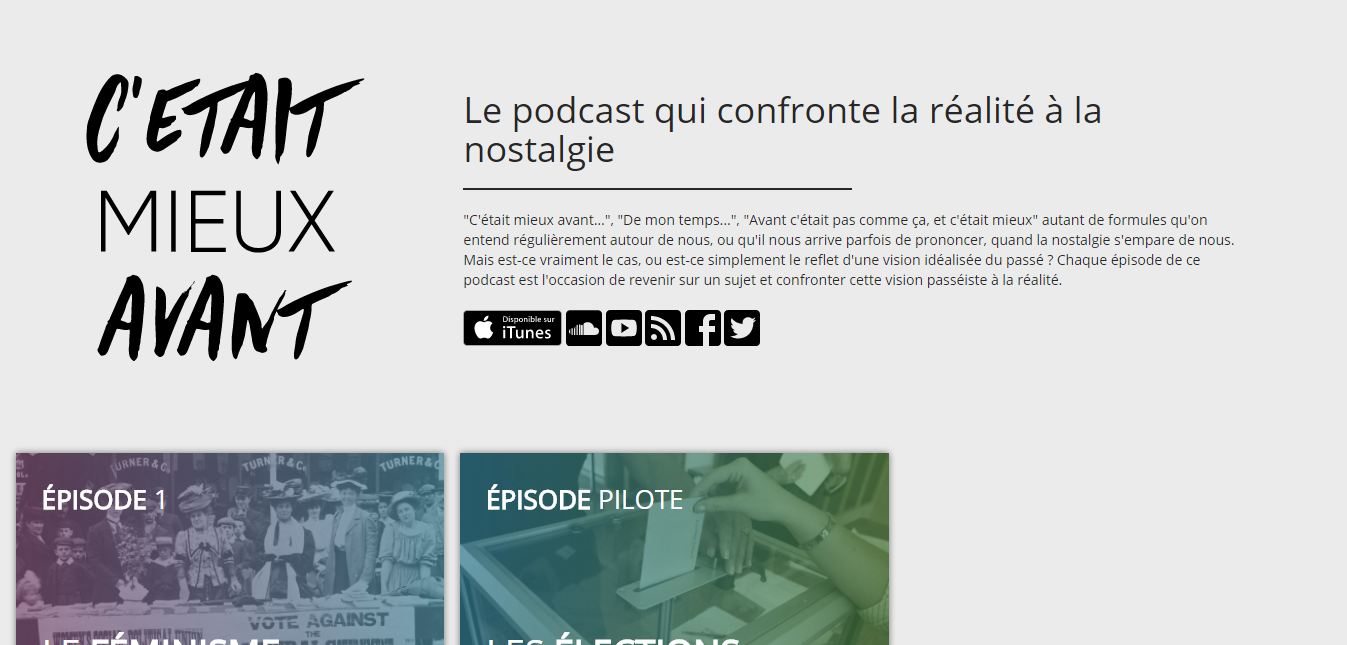 C'ETAIT
MIEUX
AVANT
Le podcast qui confronte la réalité à la
nostalgie
"C'était mieux avant...", "De mon temps...", "Avant c'était pas comme ça, et c'était mieux" autant de formules qu'on
entend régulièrement autour de nous, ou qu'il nous arrive parfois de prononcer, quand la nostalgie s'empare de nous.
Mais est-ce vraiment le cas, ou est-ce simplement le reflet d'une vision idéalisée du passé ? Chaque épisode de ce
podcast est l'occasion de revenir sur un sujet et confronter cette vision passéiste à la réalité.
Disponible sur
iTunes
TURNER & C TURNER & C TURNER & C
ÉPISODE 1
VOTE AGAINST
THE
LE FÉMINISME
ÉPISODE PILOTE
LES ÉLECTIONS